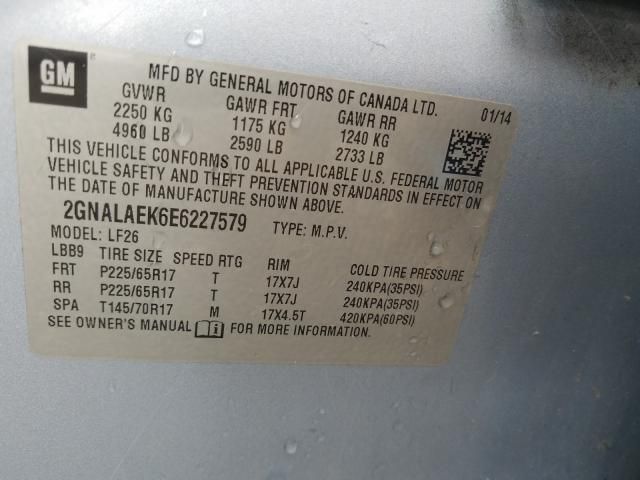 GM
MFD BY GENERAL MOTORS OF CANADA LTD.
01/14
GVWR GAWR FRT GAWR RR
2250 KG 1175 KG 1240 KG
4960 LB 2590 LB 2733 LB
THIS VEHICLE CONFORMS TO ALL APPLICABLE U.S. FEDERAL MOTOR
VEHICLE SAFETY AND THEFT PREVENTION STANDARDS IN EFFECT ON
THE DATE OF MANUFACTURE SHOWN ABOVE.
2GNALAEK6E6227579 TYPE: M.P.V.
MODEL: LF26
LBB9 TIRE SIZE SPEED RTG RIM COLD TIRE PRESSURE
FRT P225/65R17 T 17X7J 240KPA(35PSI)
RR P225/65R17 T 17X7J 240KPA(35PSI)
SPA T145/70R17 M 17X4.5T 420KPA(60PSI)
SEE OWNER'S MANUAL FOR MORE INFORMATION.